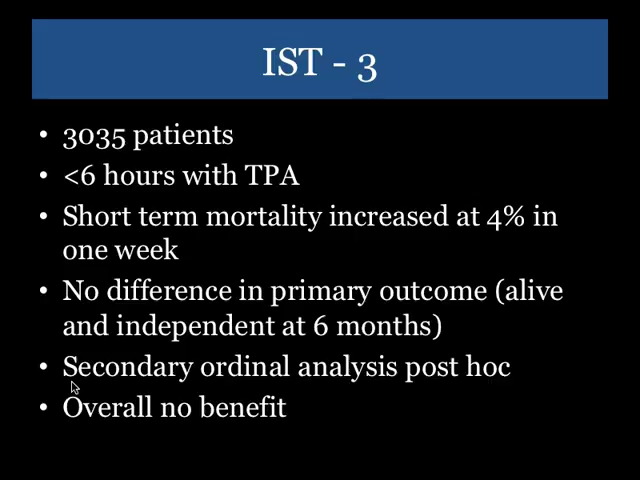 IST - 3
• 3035 patients
• <6 hours with TPA
• Short term mortality increased at 4% in
one week
• No difference in primary outcome (alive
and independent at 6 months)
• Secondary ordinal analysis post hoc
• Overall no benefit